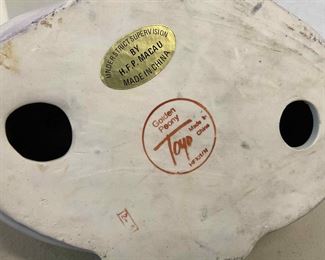 UNDER STRICT SUPERVISION
BY
H.F.P. MACAU
MADE IN CHINA
Golden
Peony
Toyo
Made in
China